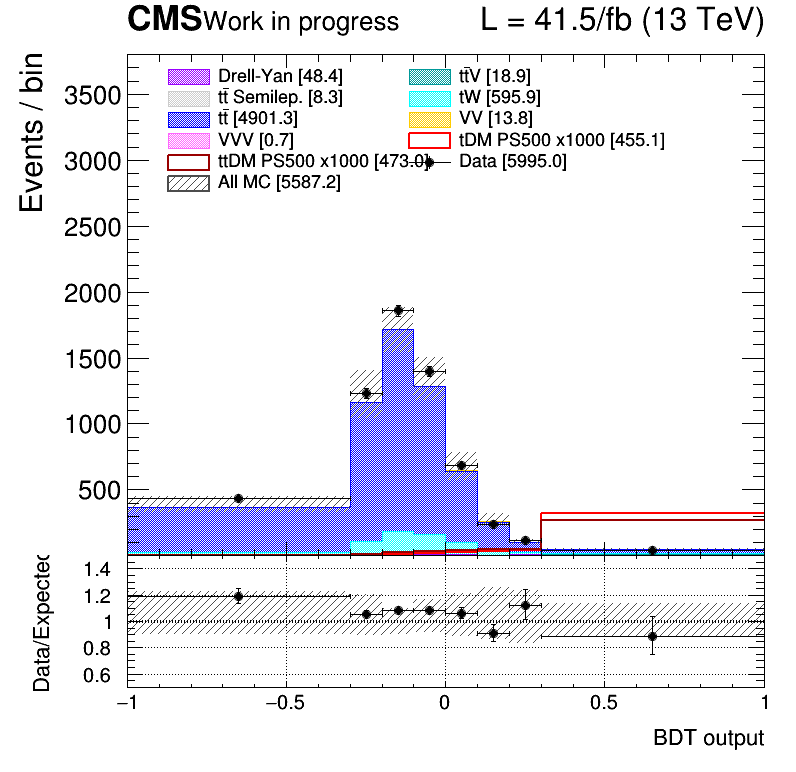 CMS Work in progress L = 41.5/fb (13 TeV)
Events / bin
Drell-Yan [48.4] tt̄V [18.9]
tt̄ Semilep. [8.3] tW [595.9]
tt̄ [4901.3] VV [13.8]
VVV [0.7] tDM PS500 x1000 [455.1]
ttDM PS500 x1000 [473.0] Data [5995.0]
All MC [5587.2]
3500
3000
2500
2000
1500
1000
500
Data/Expected
1.4
1.2
1
0.8
0.6
−1 −0.5 0 0.5 1
BDT output